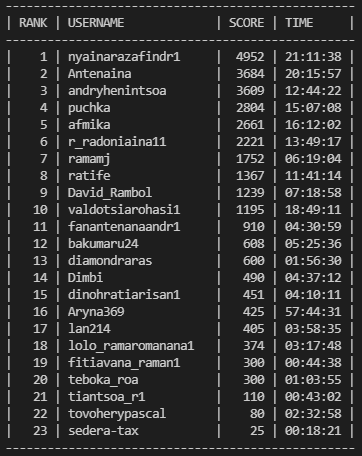 | RANK | USERNAME | SCORE | TIME |
| 1 | nyainarazafindr1 | 4952 | 21:11:38 |
| 2 | Antenaina | 3684 | 20:15:57 |
| 3 | andryhenintsoa | 3609 | 12:44:22 |
| 4 | puchka | 2804 | 15:07:08 |
| 5 | afmika | 2661 | 16:12:02 |
| 6 | r_radoniaina11 | 2221 | 13:49:17 |
| 7 | ramamj | 1752 | 06:19:04 |
| 8 | ratife | 1367 | 11:41:14 |
| 9 | David_Rambol | 1239 | 07:18:58 |
| 10 | valdotsiarohasi1 | 1195 | 18:49:11 |
| 11 | fanantenanaandr1 | 910 | 04:30:59 |
| 12 | bakumaru24 | 608 | 05:25:36 |
| 13 | diamondraras | 600 | 01:56:30 |
| 14 | Dimbi | 490 | 04:37:12 |
| 15 | dinohratiarisan1 | 451 | 04:10:11 |
| 16 | Aryna369 | 425 | 57:44:31 |
| 17 | lan214 | 405 | 03:58:35 |
| 18 | lolo_ramaromanana1 | 374 | 03:17:48 |
| 19 | fitiavana_raman1 | 300 | 00:44:38 |
| 20 | teboka_roa | 300 | 01:03:55 |
| 21 | tiantsoa_r1 | 110 | 00:43:02 |
| 22 | tovoherypascal | 80 | 02:32:58 |
| 23 | sedera-tax | 25 | 00:18:21 |